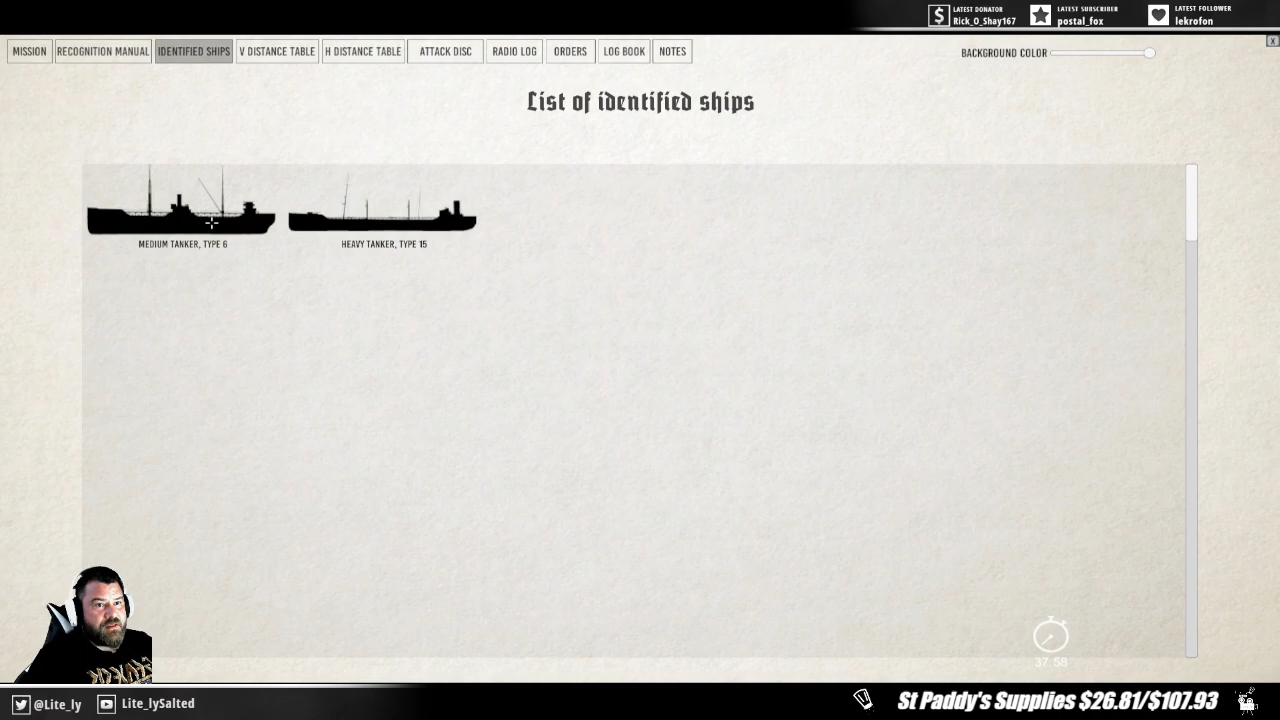 LATEST DONATOR
Rick_O_Shay167
LATEST SUBSCRIBER
postal_fox
LATEST FOLLOWER
lekrofon
MISSION
RECOGNITION MANUAL
IDENTIFIED SHIPS
V DISTANCE TABLE
H DISTANCE TABLE
ATTACK DISC
RADIO LOG
ORDERS
LOG BOOK
NOTES
BACKGROUND COLOR
X
List of identified ships
MEDIUM TANKER, TYPE 6
HEAVY TANKER, TYPE 15
37.58
@Lite_ly
Lite_lySalted
St Paddy's Supplies $26.81/$107.93